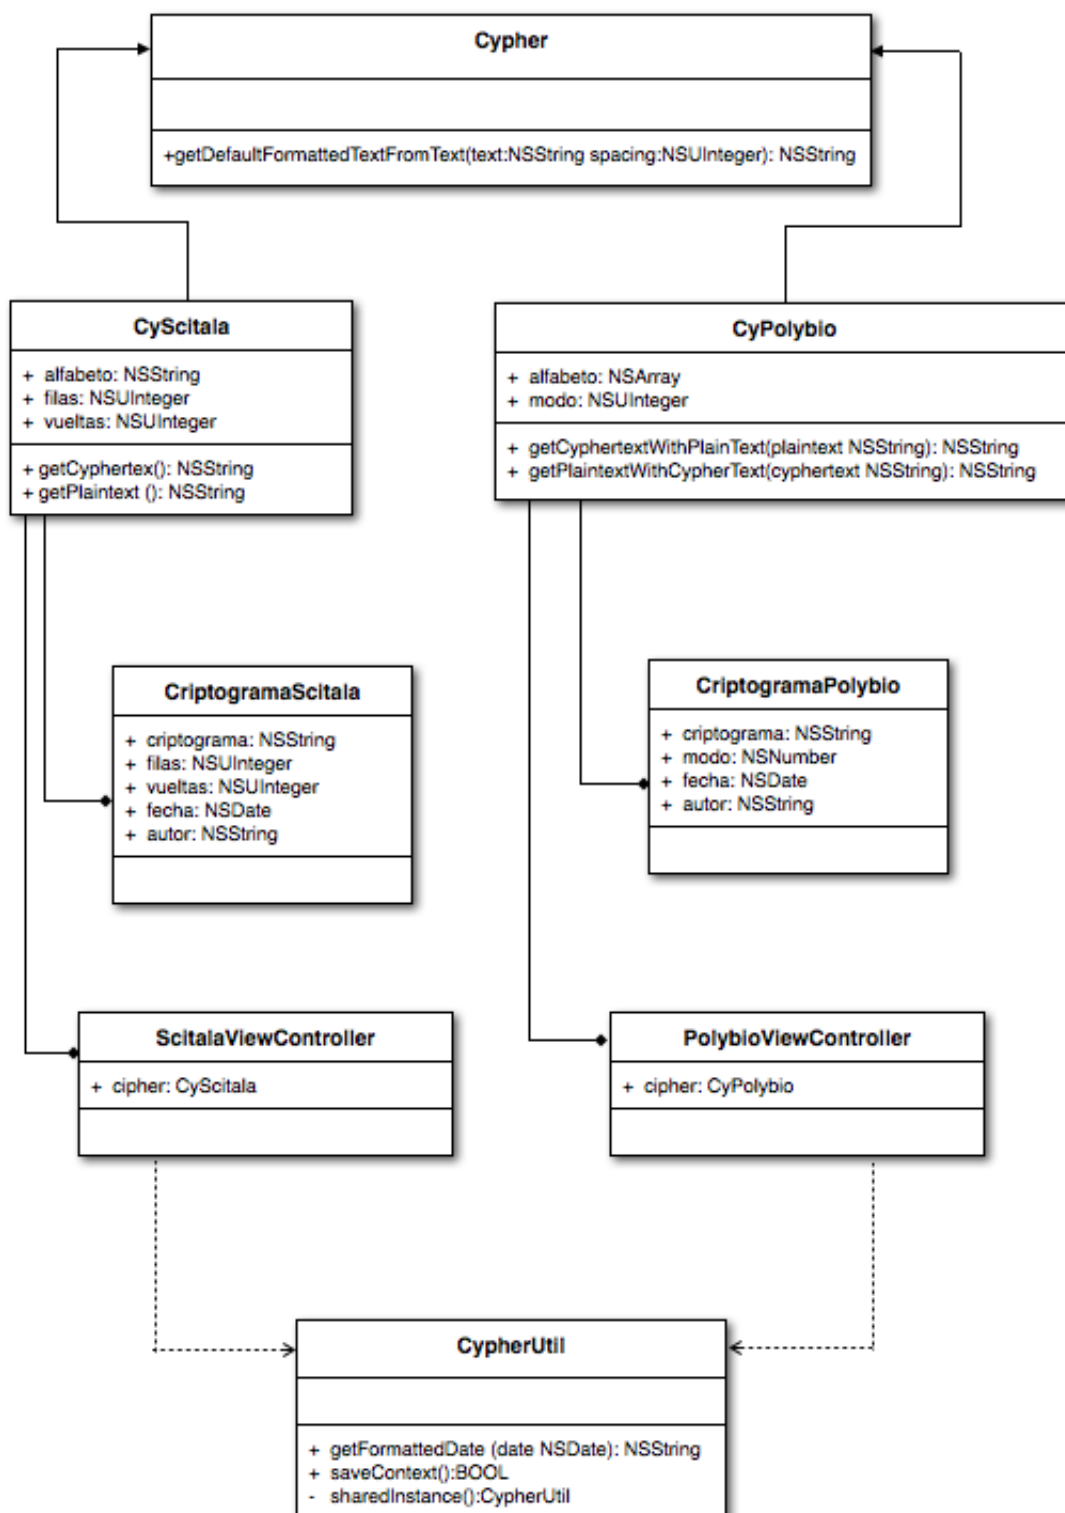 Cypher
+getDefaultFormattedTextFromText(text:NSString spacing:NSUInteger): NSString
CyScitala
+ alfabeto: NSString
+ filas: NSUInteger
+ vueltas: NSUInteger
+ getCyphertex(): NSString
+ getPlaintext (): NSString
CyPolybio
+ alfabeto: NSArray
+ modo: NSUInteger
+ getCyphertextWithPlainText(plaintext NSString): NSString
+ getPlaintextWithCypherText(cyphertext NSString): NSString
CriptogramaScitala
+ criptograma: NSString
+ filas: NSUInteger
+ vueltas: NSUInteger
+ fecha: NSDate
+ autor: NSString
CriptogramaPolybio
+ criptograma: NSString
+ modo: NSNumber
+ fecha: NSDate
+ autor: NSString
ScitalaViewController
+ cipher: CyScitala
PolybioViewController
+ cipher: CyPolybio
CypherUtil
+ getFormattedDate (date NSDate): NSString
+ saveContext():BOOL
- sharedInstance():CypherUtil